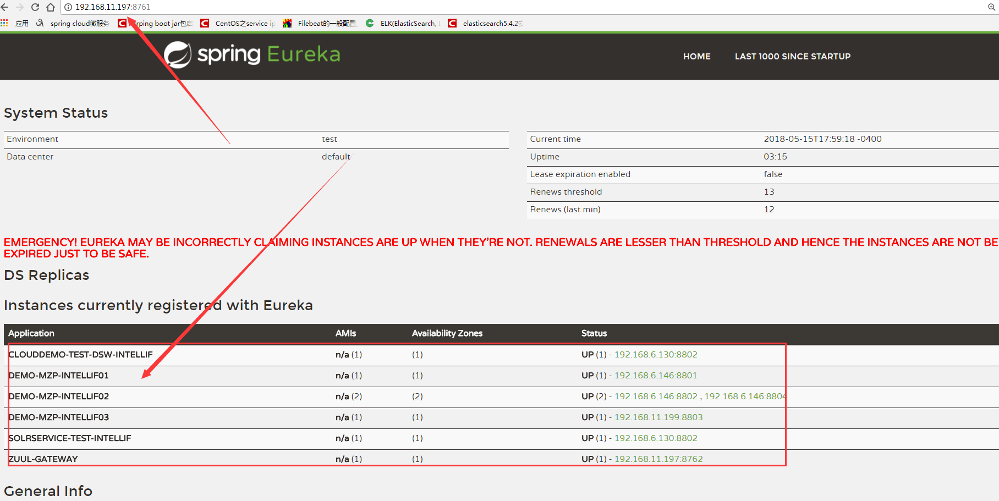 192.168.11.197:8761
应用 spring cloud微服务 rping boot jar包启 CentOS之service ip Filebeat的一般配置 ELK(ElasticSearch, L elasticsearch5.4.2安
spring Eureka HOME LAST 1000 SINCE STARTUP
System Status
Environment test Current time 2018-05-15T17:59:18 -0400
Data center default Uptime 03:15
Lease expiration enabled false
Renews threshold 13
Renews (last min) 12
EMERGENCY! EUREKA MAY BE INCORRECTLY CLAIMING INSTANCES ARE UP WHEN THEY'RE NOT. RENEWALS ARE LESSER THAN THRESHOLD AND HENCE THE INSTANCES ARE NOT BE
EXPIRED JUST TO BE SAFE.
DS Replicas
Instances currently registered with Eureka
Application AMIs Availability Zones Status
CLOUDDEMO-TEST-DSW-INTELLIF n/a (1) (1) UP (1) - 192.168.6.130:8802
DEMO-MZP-INTELLIF01 n/a (1) (1) UP (1) - 192.168.6.146:8801
DEMO-MZP-INTELLIF02 n/a (2) (2) UP (2) - 192.168.6.146:8802 , 192.168.6.146:8804
DEMO-MZP-INTELLIF03 n/a (1) (1) UP (1) - 192.168.11.199:8803
SOLRSERVICE-TEST-INTELLIF n/a (1) (1) UP (1) - 192.168.6.130:8802
ZUUL-GATEWAY n/a (1) (1) UP (1) - 192.168.11.197:8762
General Info